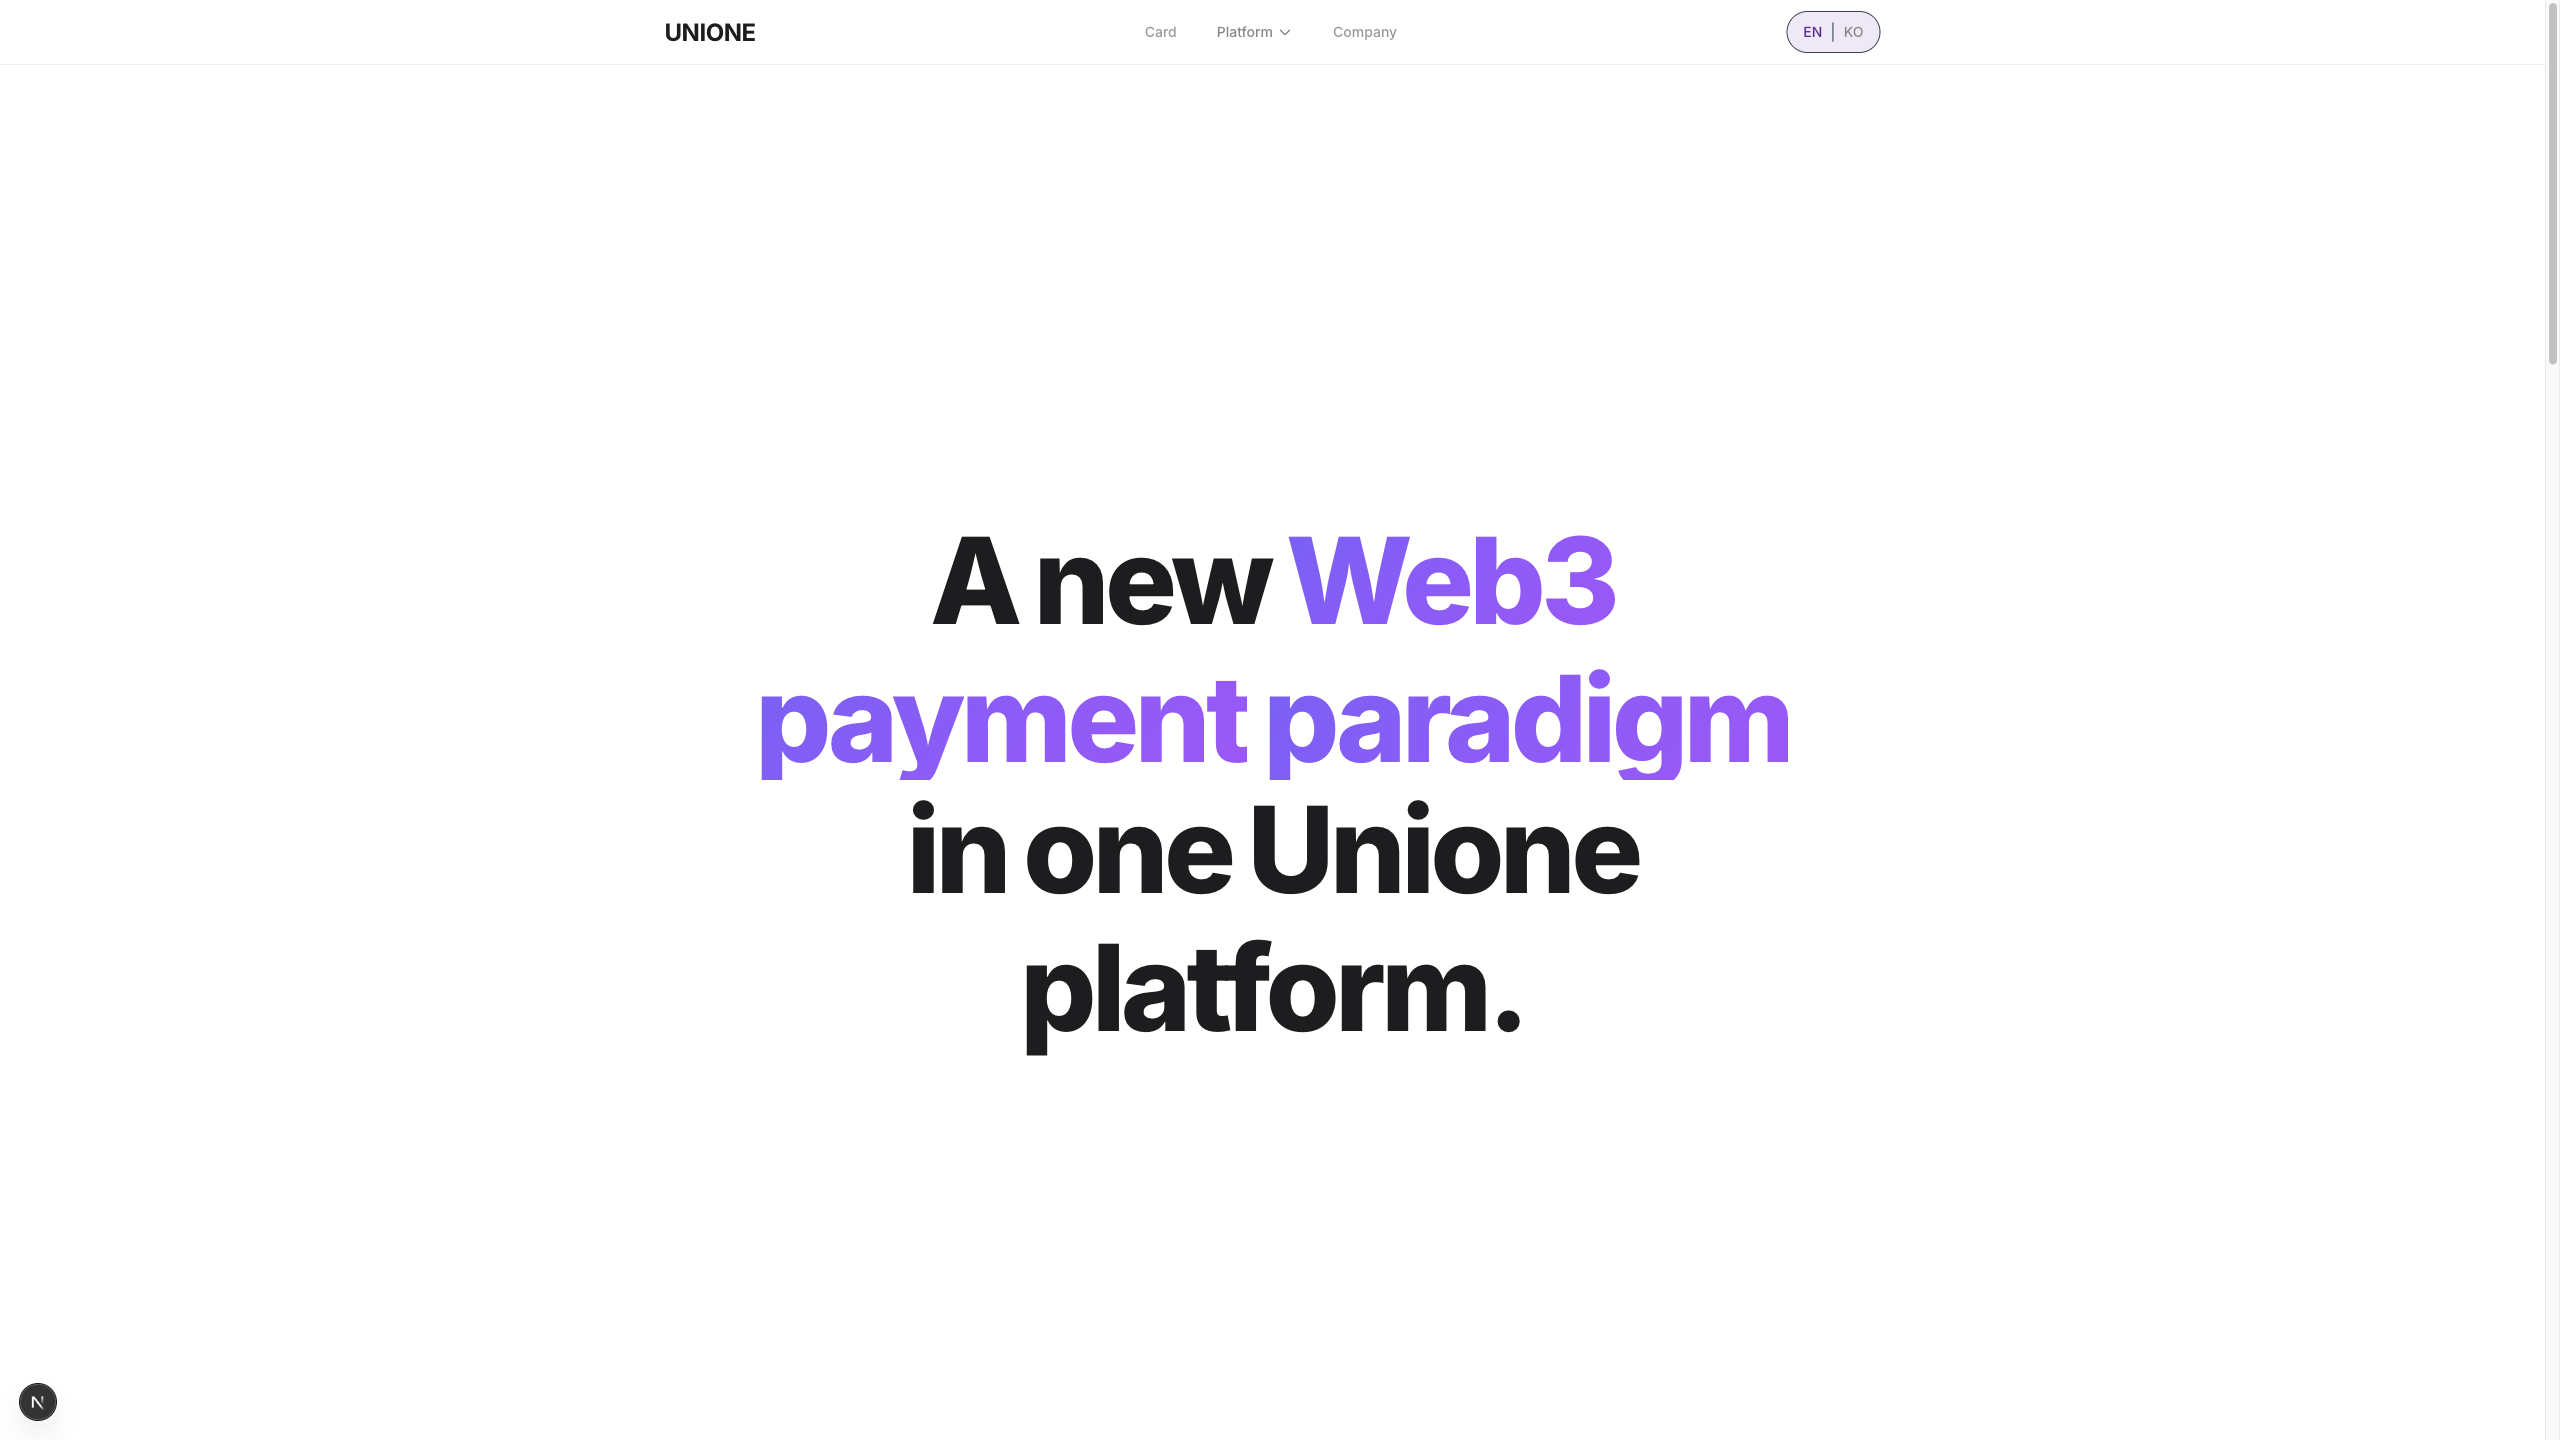 UNIONE
Card
Platform
Company
EN | KO
A new Web3
payment paradigm
in one Unione
platform.
N